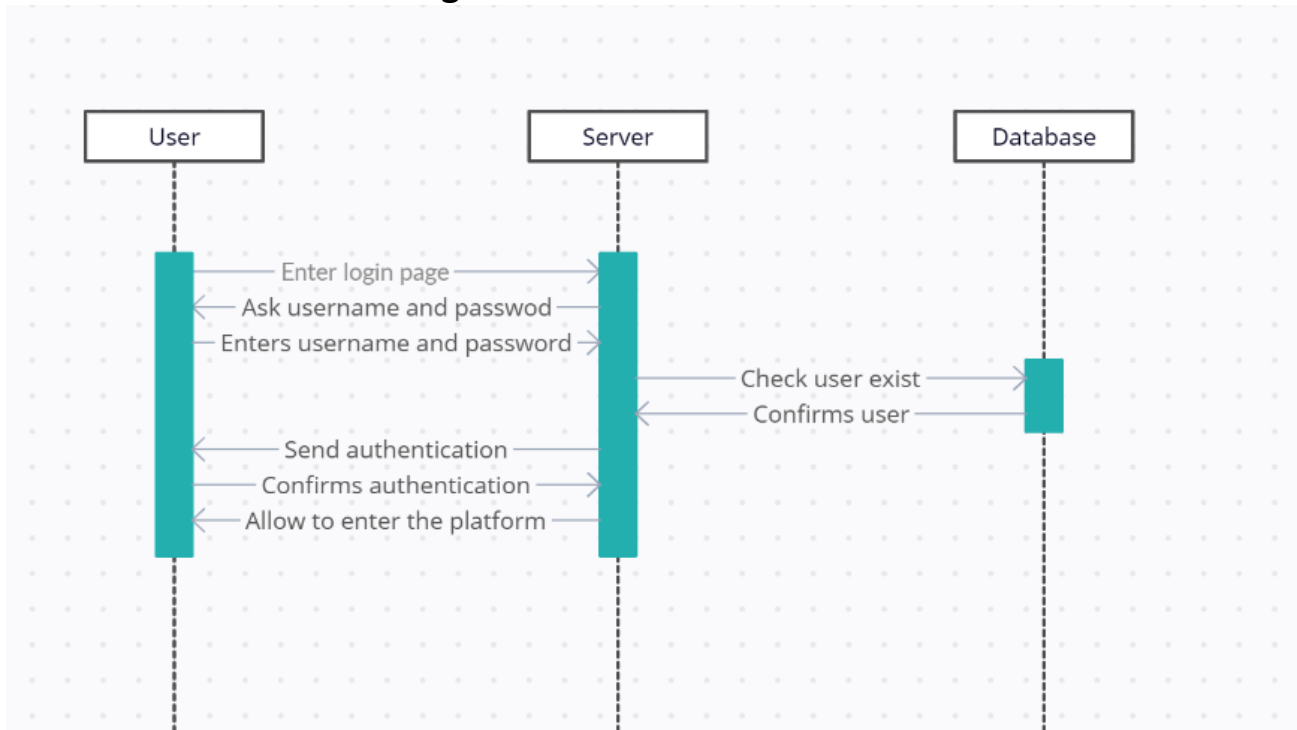 User
Server
Database
Enter login page
Ask username and passwod
Enters username and password
Check user exist
Confirms user
Send authentication
Confirms authentication
Allow to enter the platform